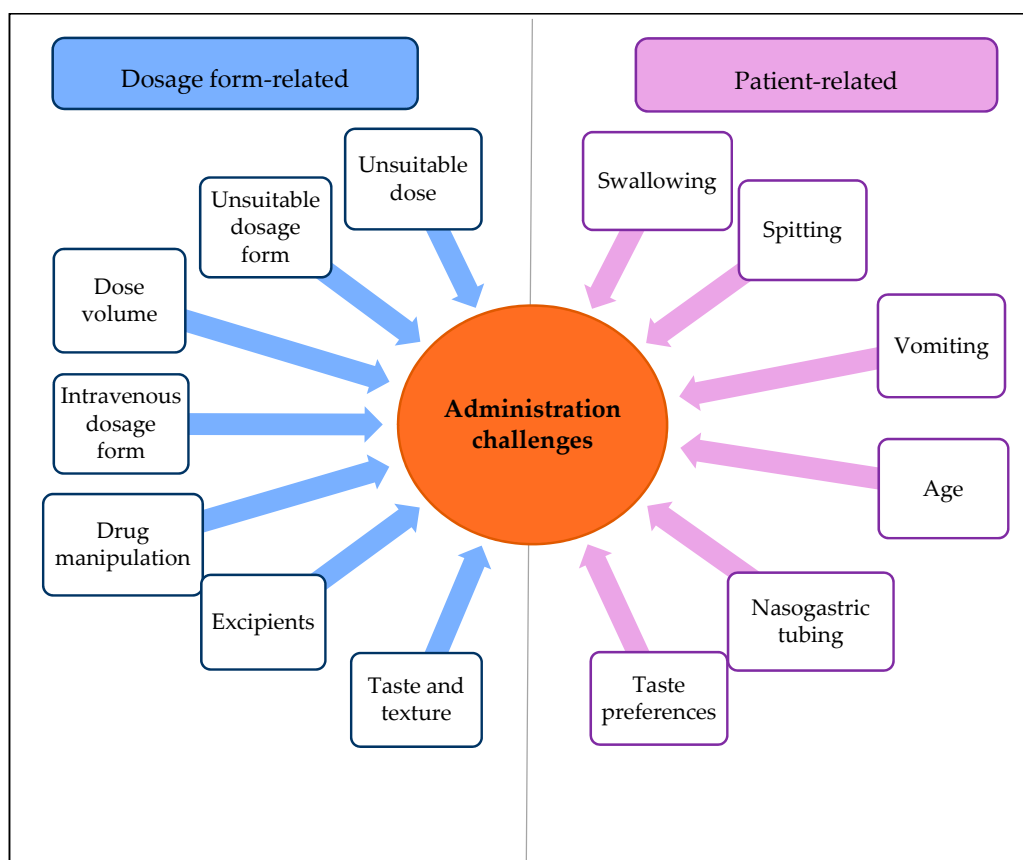 Dosage form-related
Patient-related
Unsuitable
dose
Unsuitable
dosage
form
Dose
volume
Intravenous
dosage
form
Drug
manipulation
Excipients
Taste and
texture
Administration
challenges
Swallowing
Spitting
Vomiting
Age
Nasogastric
tubing
Taste
preferences